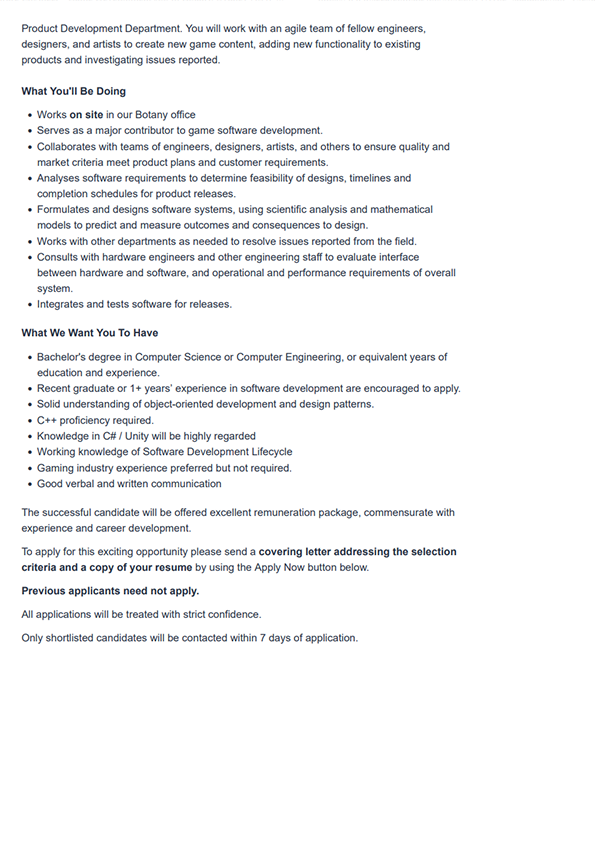 Product Development Department. You will work with an agile team of fellow engineers,
designers, and artists to create new game content, adding new functionality to existing
products and investigating issues reported.
What You'll Be Doing
• Works on site in our Botany office
• Serves as a major contributor to game software development.
• Collaborates with teams of engineers, designers, artists, and others to ensure quality and
market criteria meet product plans and customer requirements.
• Analyses software requirements to determine feasibility of designs, timelines and
completion schedules for product releases.
• Formulates and designs software systems, using scientific analysis and mathematical
models to predict and measure outcomes and consequences to design.
• Works with other departments as needed to resolve issues reported from the field.
• Consults with hardware engineers and other engineering staff to evaluate interface
between hardware and software, and operational and performance requirements of overall
system.
• Integrates and tests software for releases.
What We Want You To Have
• Bachelor's degree in Computer Science or Computer Engineering, or equivalent years of
education and experience.
• Recent graduate or 1+ years' experience in software development are encouraged to apply.
• Solid understanding of object-oriented development and design patterns.
• C++ proficiency required.
• Knowledge in C# / Unity will be highly regarded
• Working knowledge of Software Development Lifecycle
• Gaming industry experience preferred but not required.
• Good verbal and written communication
The successful candidate will be offered excellent remuneration package, commensurate with
experience and career development.
To apply for this exciting opportunity please send a covering letter addressing the selection
criteria and a copy of your resume by using the Apply Now button below.
Previous applicants need not apply.
All applications will be treated with strict confidence.
Only shortlisted candidates will be contacted within 7 days of application.